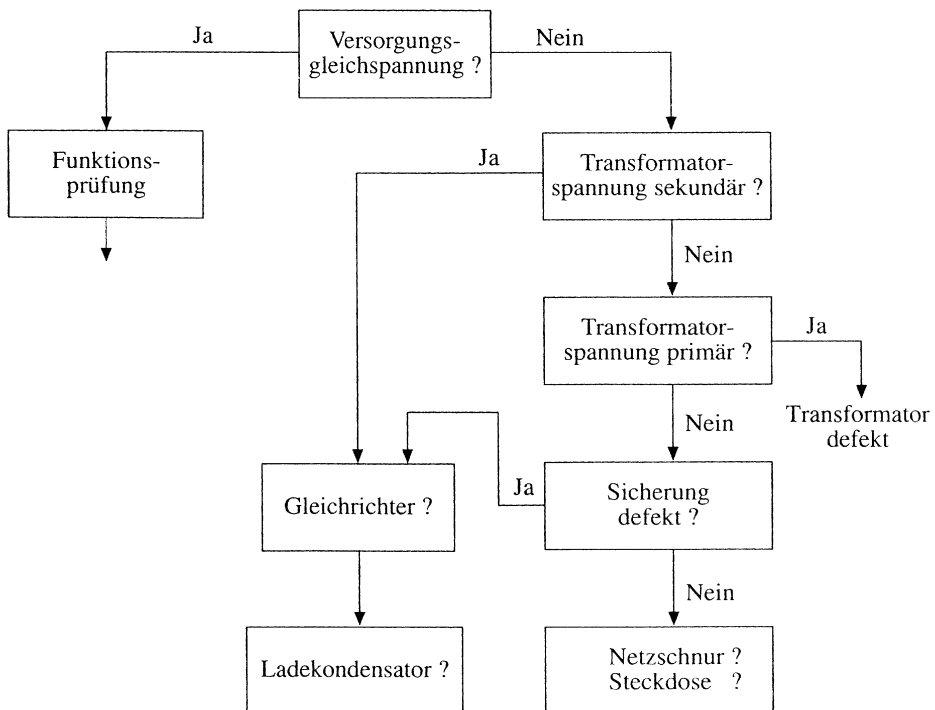 Ja
Versorgungs-
gleichspannung ?
Nein
Funktions-
prüfung
Ja
Transformator-
spannung sekundär ?
Nein
Transformator-
spannung primär ?
Ja
Transformator
defekt
Nein
Gleichrichter ?
Ja
Sicherung
defekt ?
Nein
Ladekondensator ?
Netzschnur ?
Steckdose ?